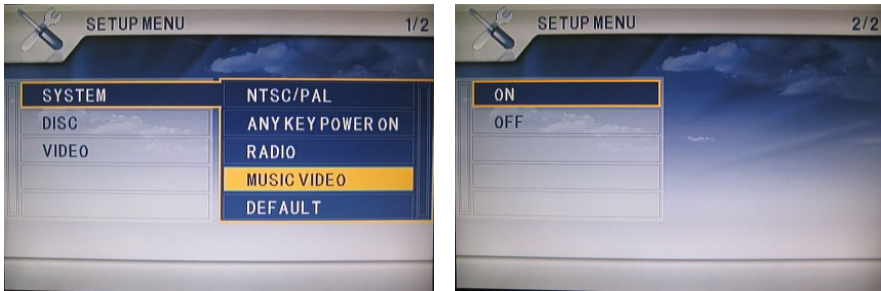 SETUP MENU 1/2
SYSTEM
DISC
VIDEO
NTSC/PAL
ANY KEY POWER ON
RADIO
MUSIC VIDEO
DEFAULT
SETUP MENU 2/2
ON
OFF